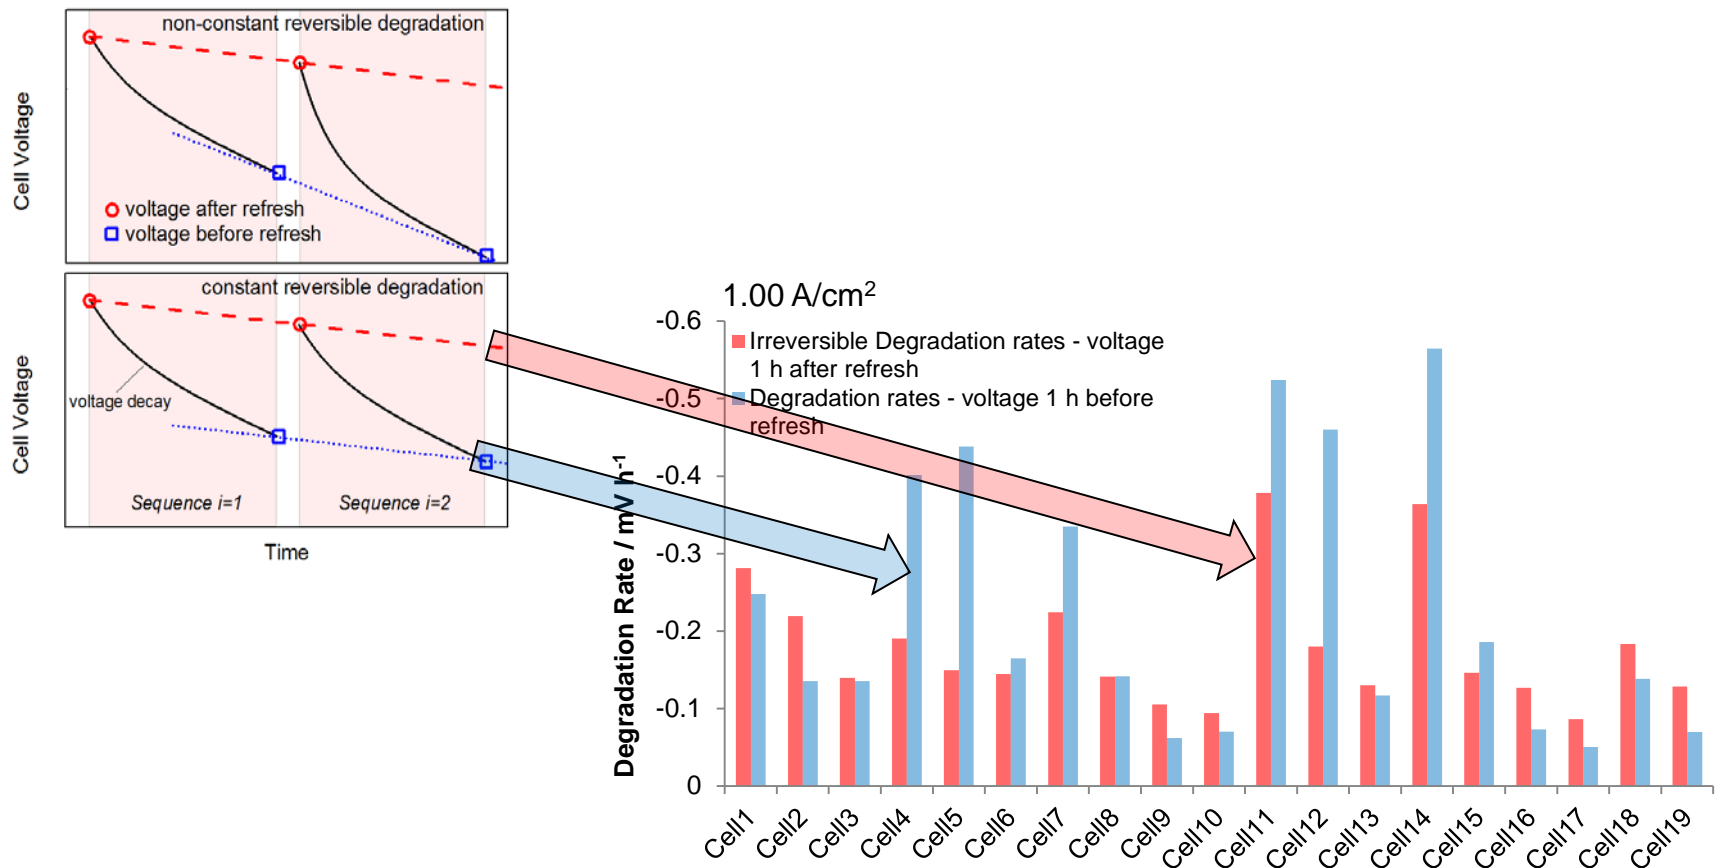 non-constant reversible degradation
Cell Voltage
voltage after refresh
voltage before refresh
constant reversible degradation
Cell Voltage
voltage decay
Sequence i=1
Sequence i=2
Time
1.00 A/cm²
Irreversible Degradation rates - voltage
1 h after refresh
Degradation rates - voltage 1 h before
refresh
Degradation Rate / mV h⁻¹
-0.6
-0.5
-0.4
-0.3
-0.2
-0.1
0
Cell1
Cell2
Cell3
Cell4
Cell5
Cell6
Cell7
Cell8
Cell9
Cell10
Cell11
Cell12
Cell13
Cell14
Cell15
Cell16
Cell17
Cell18
Cell19